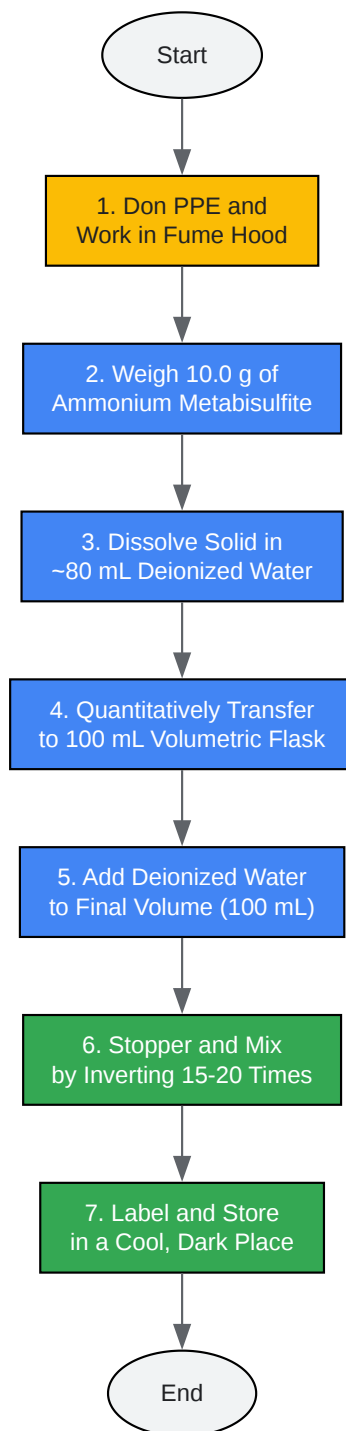 Start
1. Don PPE and
Work in Fume Hood
2. Weigh 10.0 g of
Ammonium Metabisulfite
3. Dissolve Solid in
~80 mL Deionized Water
4. Quantitatively Transfer
to 100 mL Volumetric Flask
5. Add Deionized Water
to Final Volume (100 mL)
6. Stopper and Mix
by Inverting 15-20 Times
7. Label and Store
in a Cool, Dark Place
End